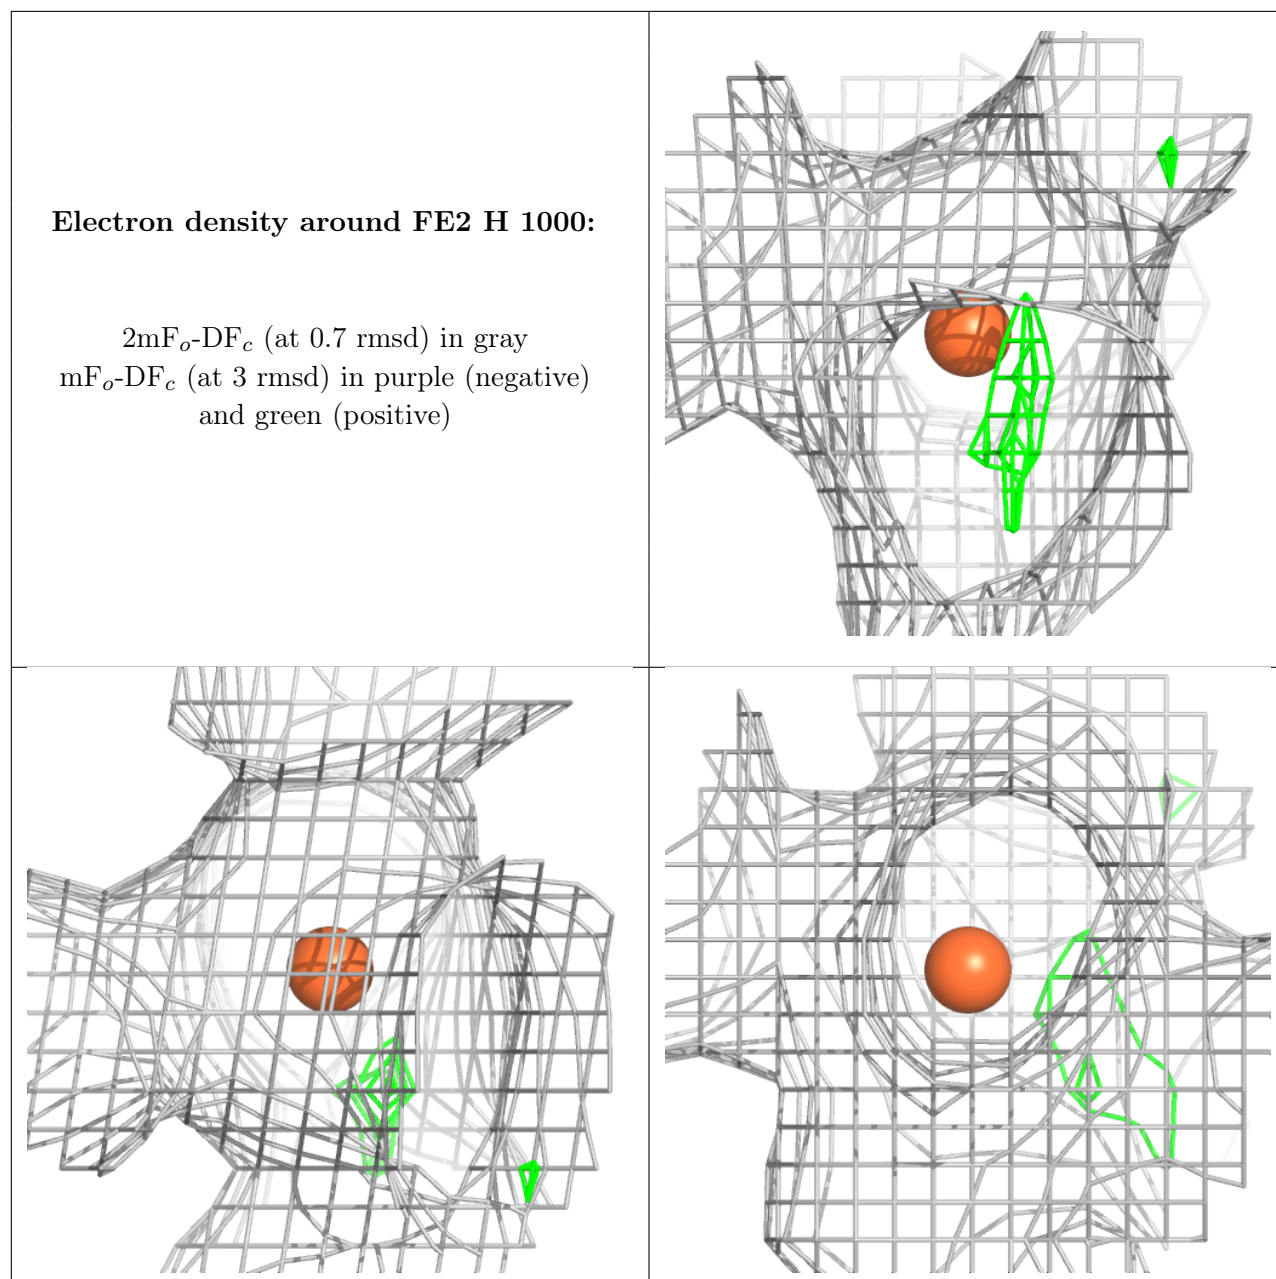 Electron density around FE2 H 1000:
2mFo-DFc (at 0.7 rmsd) in gray
mFo-DFc (at 3 rmsd) in purple (negative)
and green (positive)